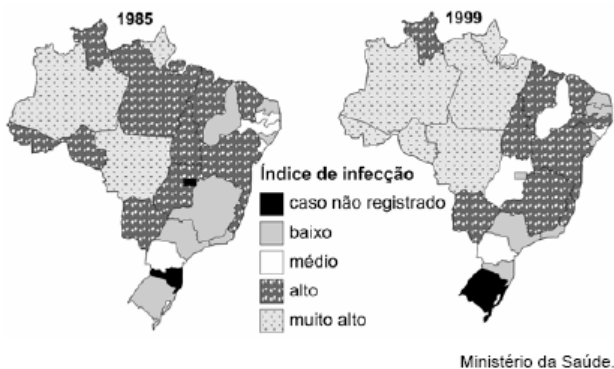 1985
1999
Índice de infecção
caso não registrado
baixo
médio
alto
muito alto
Ministério da Saúde.